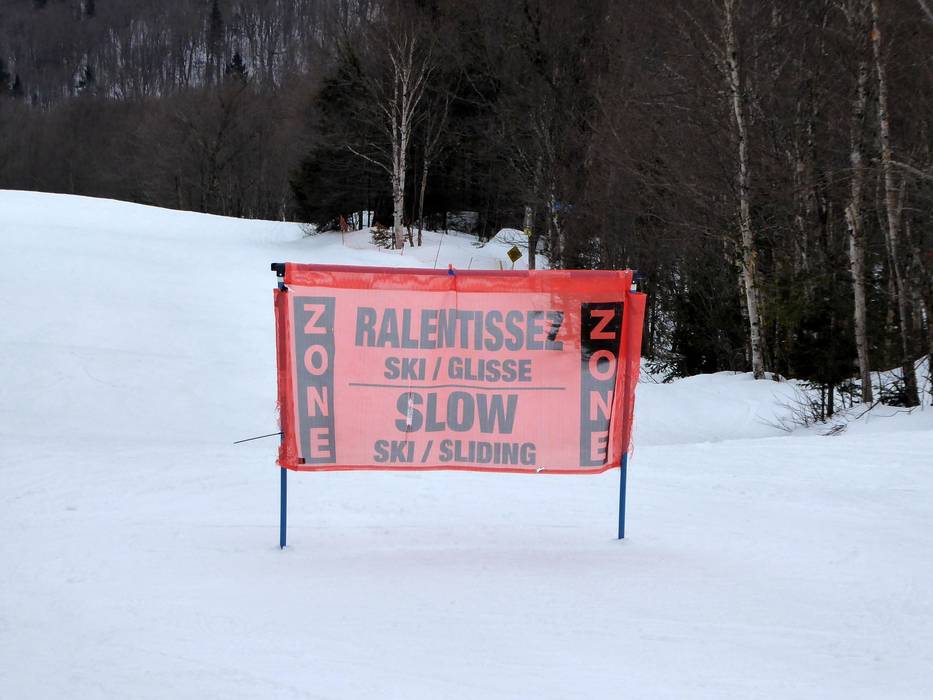 ZONE
RALENTISSEZ
SKI / GLISSE
SLOW
SKI / SLIDING
ZONE